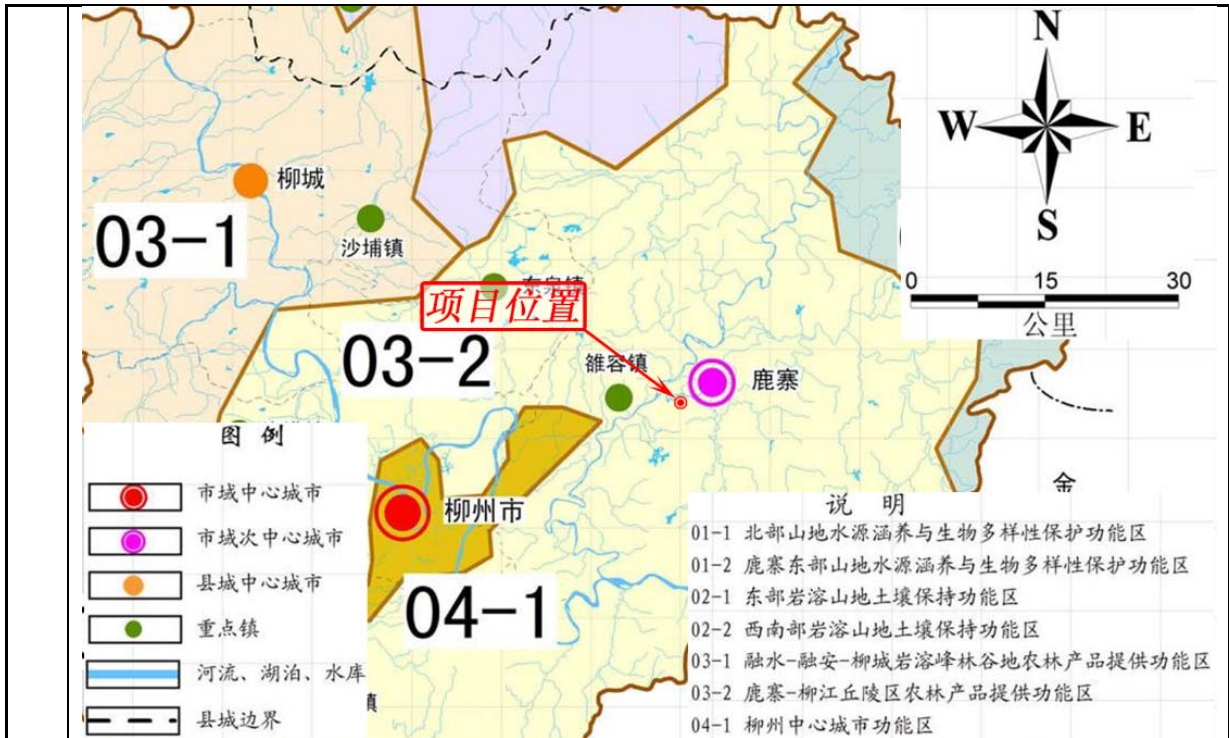 N
W
E
S
0
15
30
公里
柳城
沙埔镇
03-1
项目位置
03-2
雒容镇
鹿寨
柳州市
04-1
镇
金
图 例
市域中心城市
市域次中心城市
县城中心城市
重点镇
河流、湖泊、水库
县城边界
说 明
01-1 北部山地水源涵养与生物多样性保护功能区
01-2 鹿寨东部山地水源涵养与生物多样性保护功能区
02-1 东部岩溶山地土壤保持功能区
02-2 西南部岩溶山地土壤保持功能区
03-1 融水-融安-柳城岩溶峰林谷地农林产品提供功能区
03-2 鹿寨-柳江丘陵区农林产品提供功能区
04-1 柳州中心城市功能区